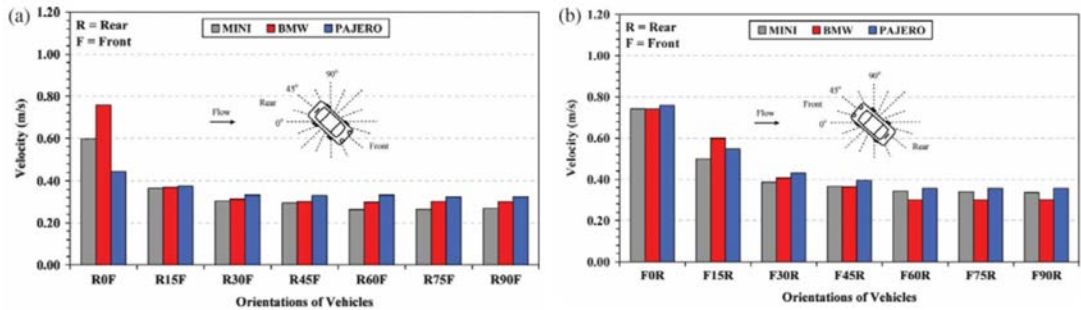 (a)
R = Rear
F = Front
MINI BMW PAJERO
Velocity (m/s)
1.20
1.00
0.80
0.60
0.40
0.20
0.00
90°
45°
Rear
Flow
0°
Front
R0F R15F R30F R45F R60F R75F R90F
Orientations of Vehicles
(b)
R = Rear
F = Front
MINI BMW PAJERO
Velocity (m/s)
1.20
1.00
0.80
0.60
0.40
0.20
0.00
90°
45°
Front
Flow
0°
Rear
F0R F15R F30R F45R F60R F75R F90R
Orientations of Vehicles